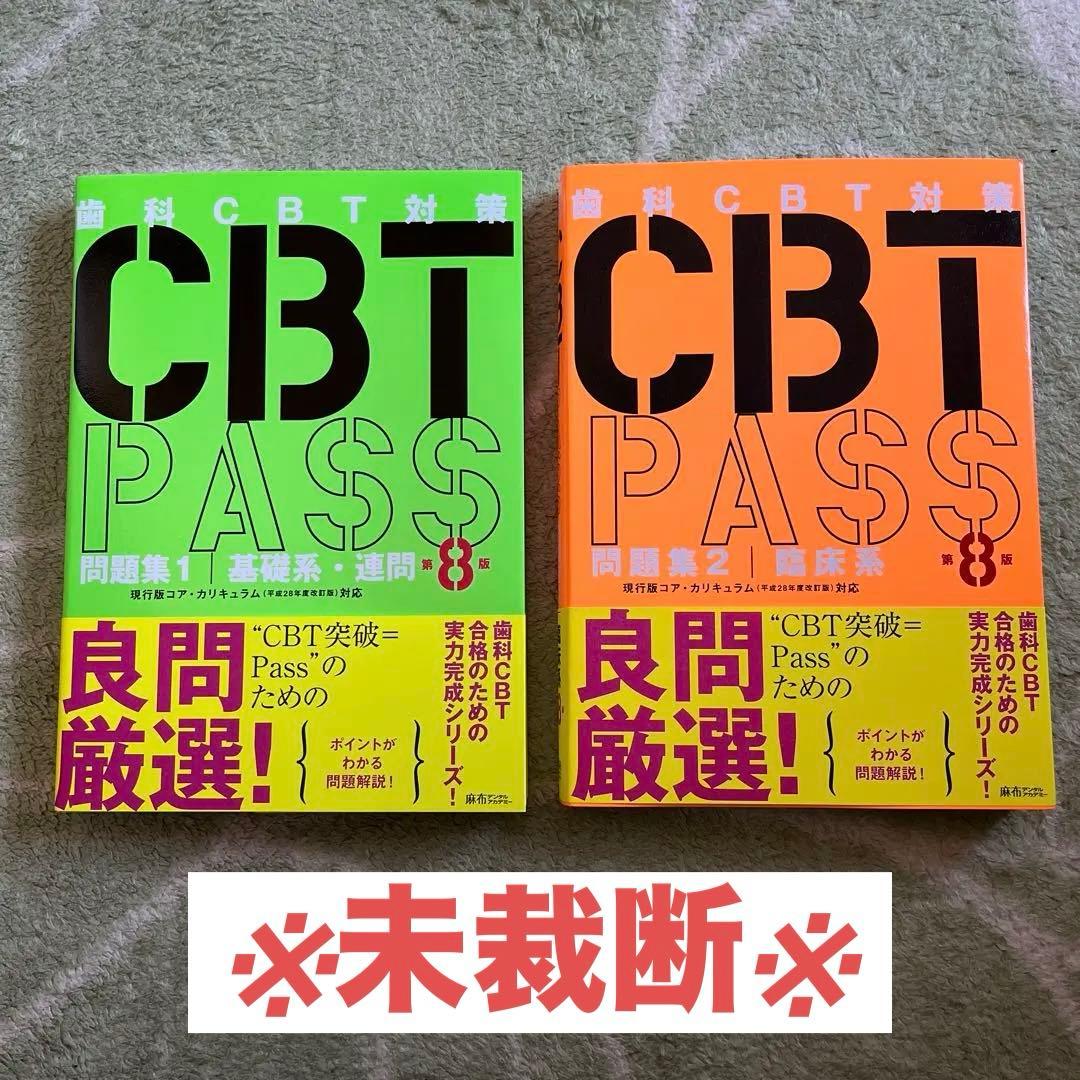 歯科CBT対策
CBT
PASS
問題集1｜基礎系・連問 第8版
現行版コア・カリキュラム(平成28年度改訂版)対応
良問
厳選!
“CBT突破=
Pass”の
ための
ポイントが
わかる
問題解説!
歯科CBT
合格のための
実力完成シリーズ!
麻布デンタルアカデミー
歯科CBT対策
CBT
PASS
問題集2｜臨床系 第8版
現行版コア・カリキュラム(平成28年度改訂版)対応
良問
厳選!
“CBT突破=
Pass”の
ための
ポイントが
わかる
問題解説!
歯科CBT
合格のための
実力完成シリーズ!
麻布デンタルアカデミー
※未裁断※